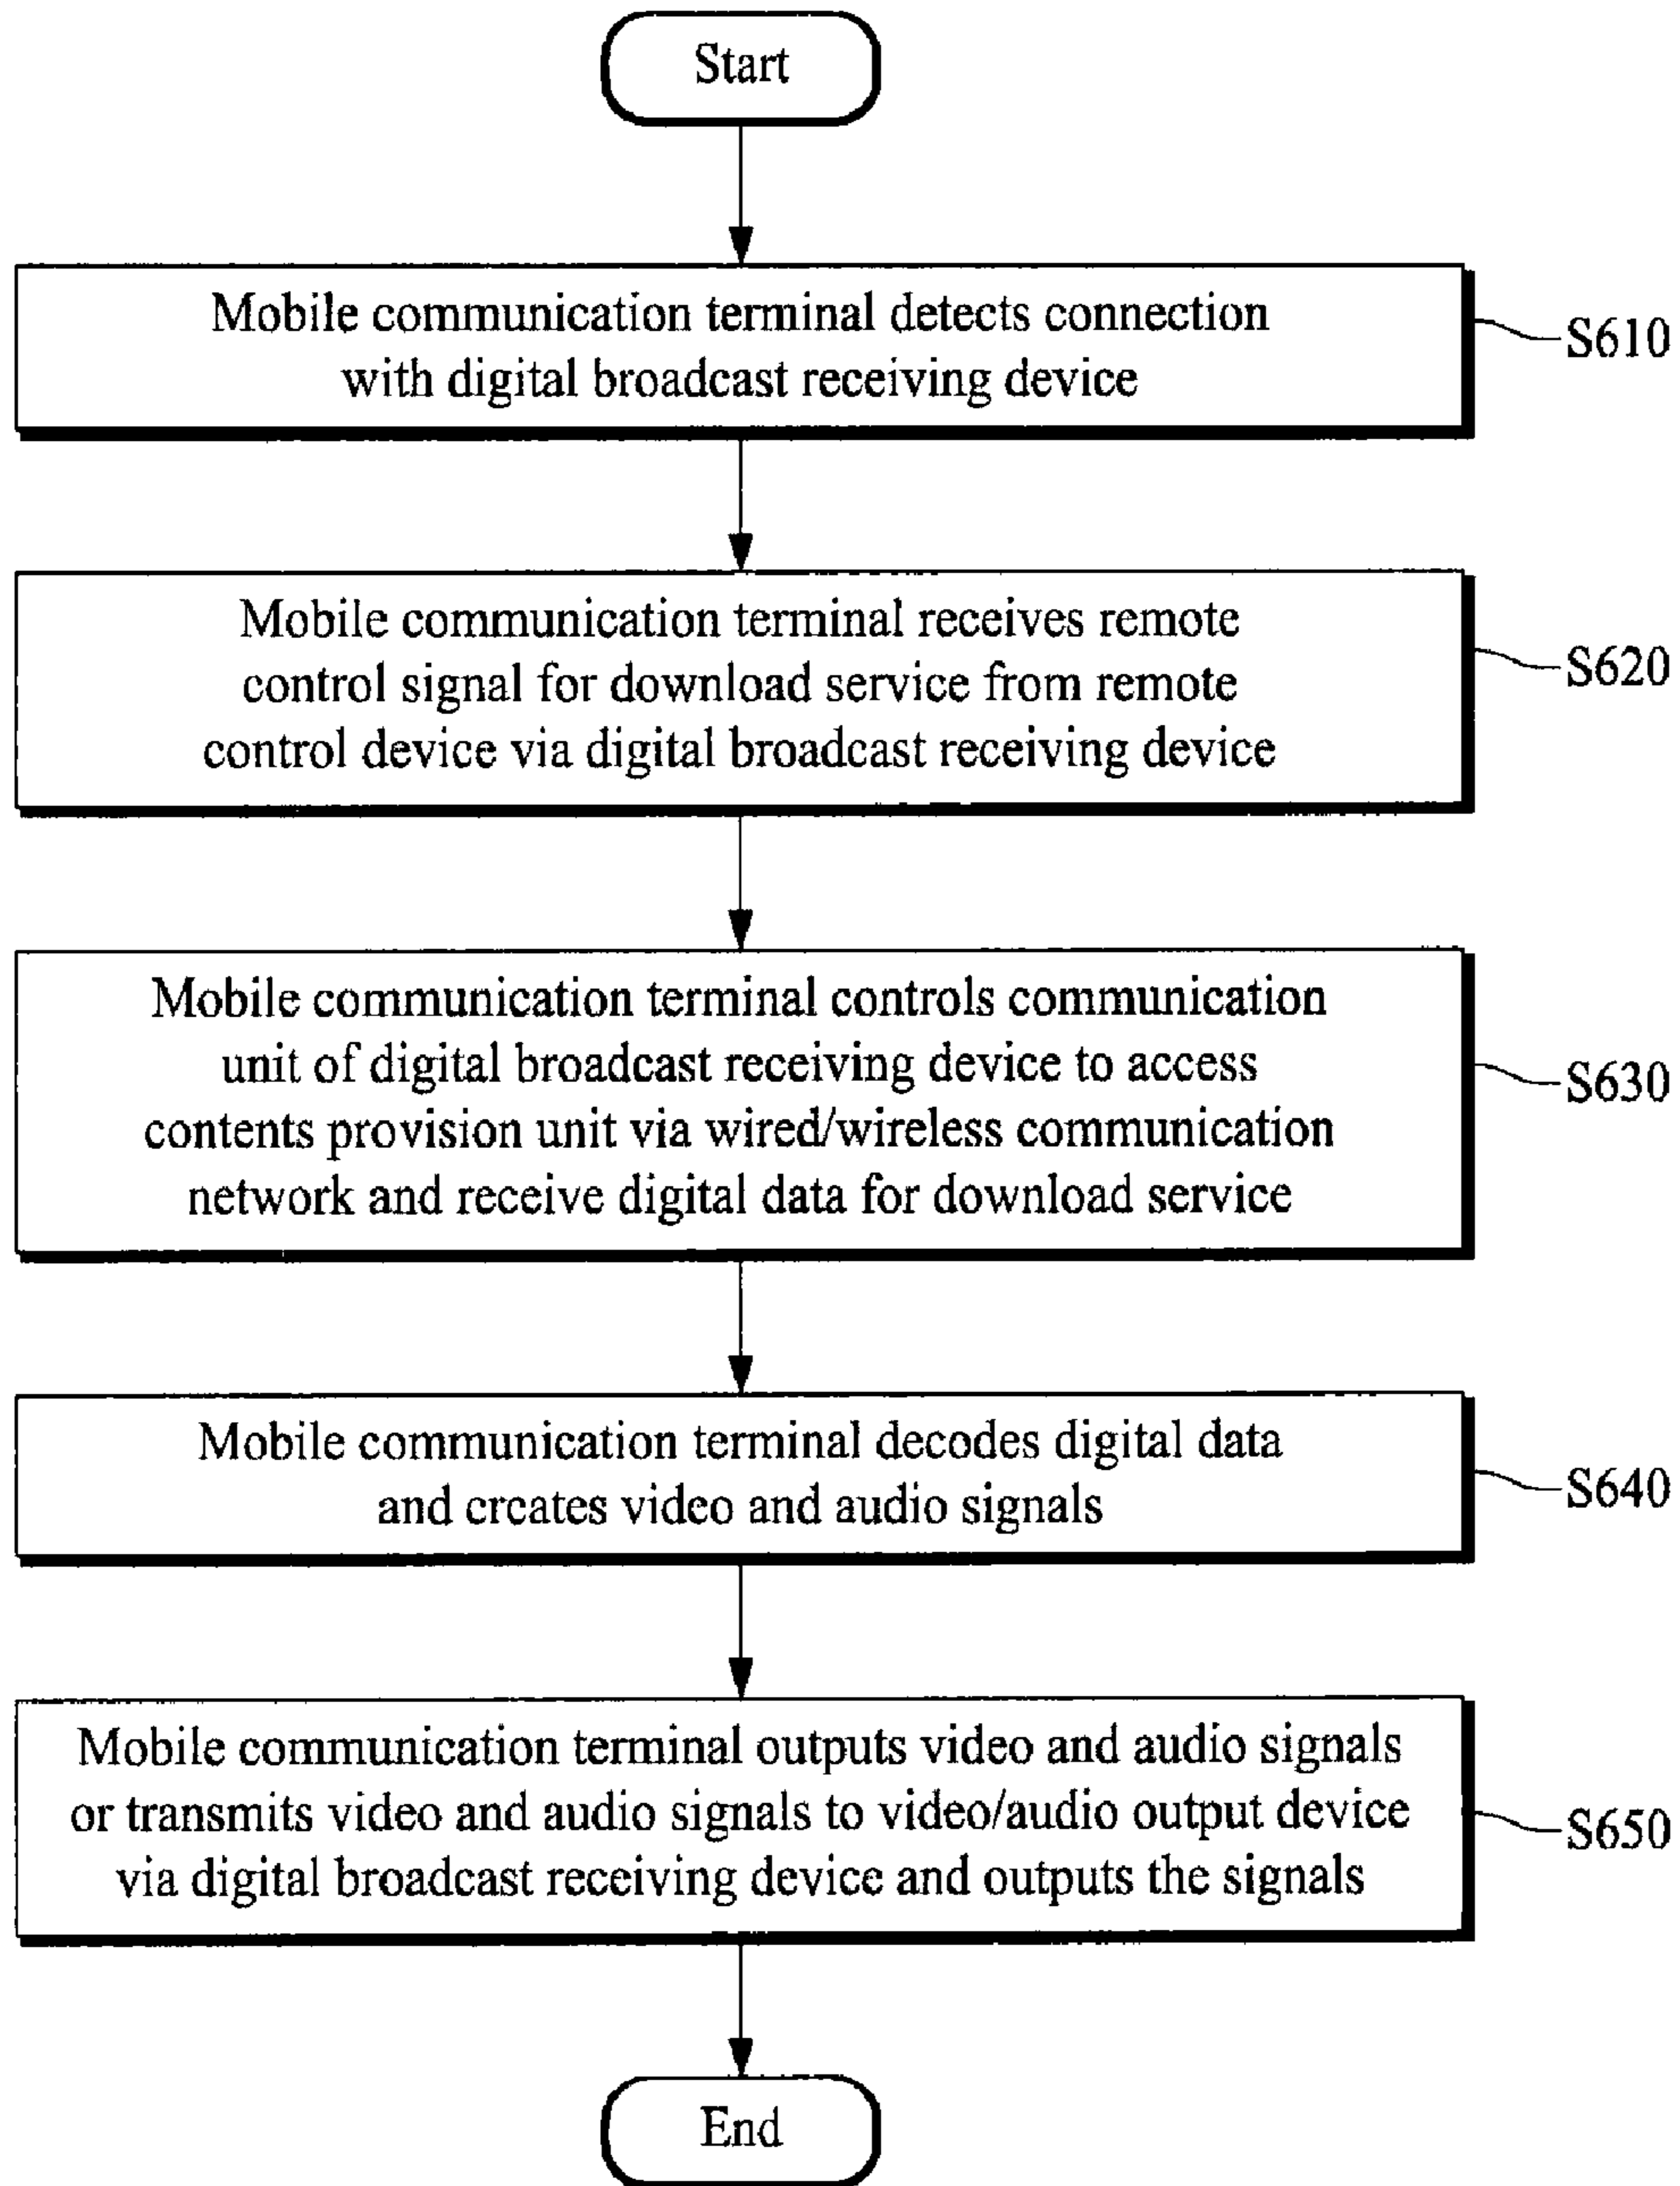 Start
Mobile communication terminal detects connection
with digital broadcast receiving device
S610
Mobile communication terminal receives remote
control signal for download service from remote
control device via digital broadcast receiving device
S620
Mobile communication terminal controls communication
unit of digital broadcast receiving device to access
contents provision unit via wired/wireless communication
network and receive digital data for download service
S630
Mobile communication terminal decodes digital data
and creates video and audio signals
S640
Mobile communication terminal outputs video and audio signals
or transmits video and audio signals to video/audio output device
via digital broadcast receiving device and outputs the signals
S650
End